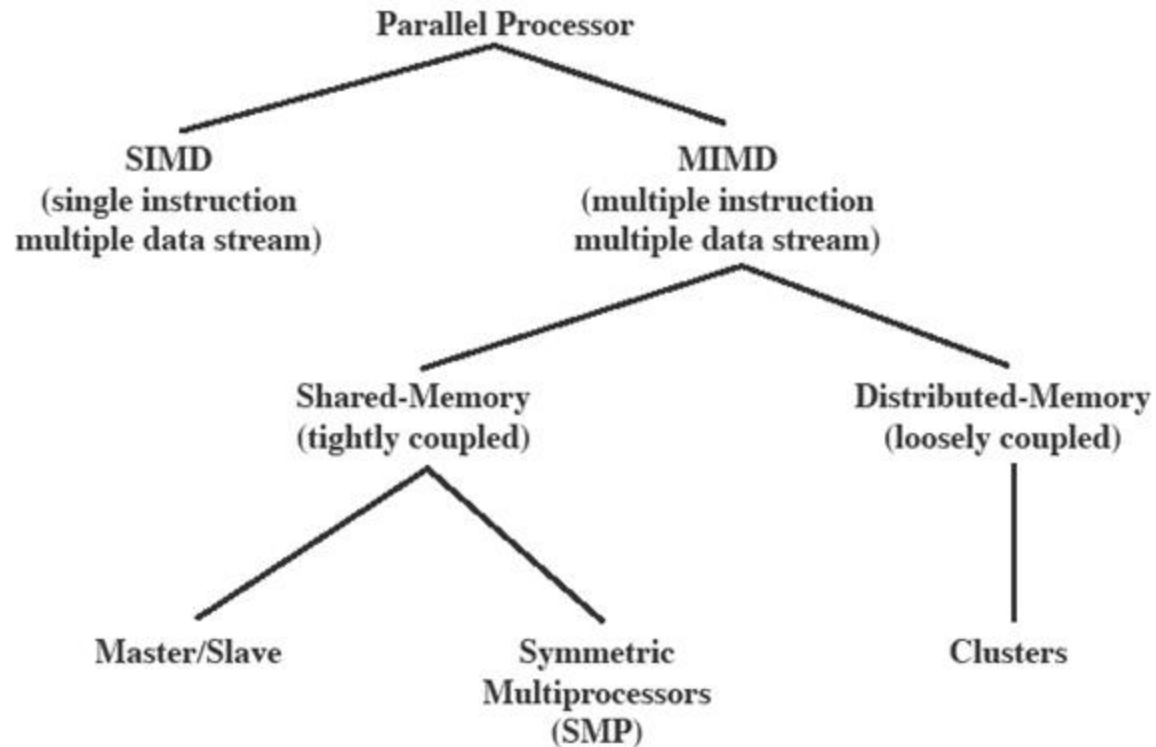 Parallel Processor
SIMD
(single instruction
multiple data stream)
MIMD
(multiple instruction
multiple data stream)
Shared-Memory
(tightly coupled)
Distributed-Memory
(loosely coupled)
Master/Slave
Symmetric
Multiprocessors
(SMP)
Clusters